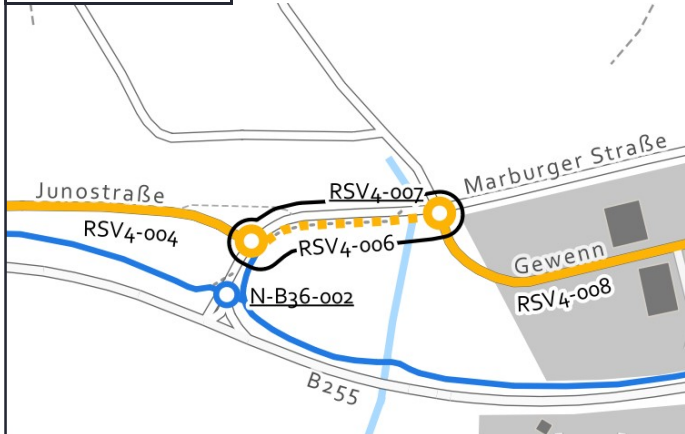 Marburger Straße
Junostraße
RSV4-007
RSV4-004
RSV4-006
Gewenn
RSV4-008
N-B36-002
B255